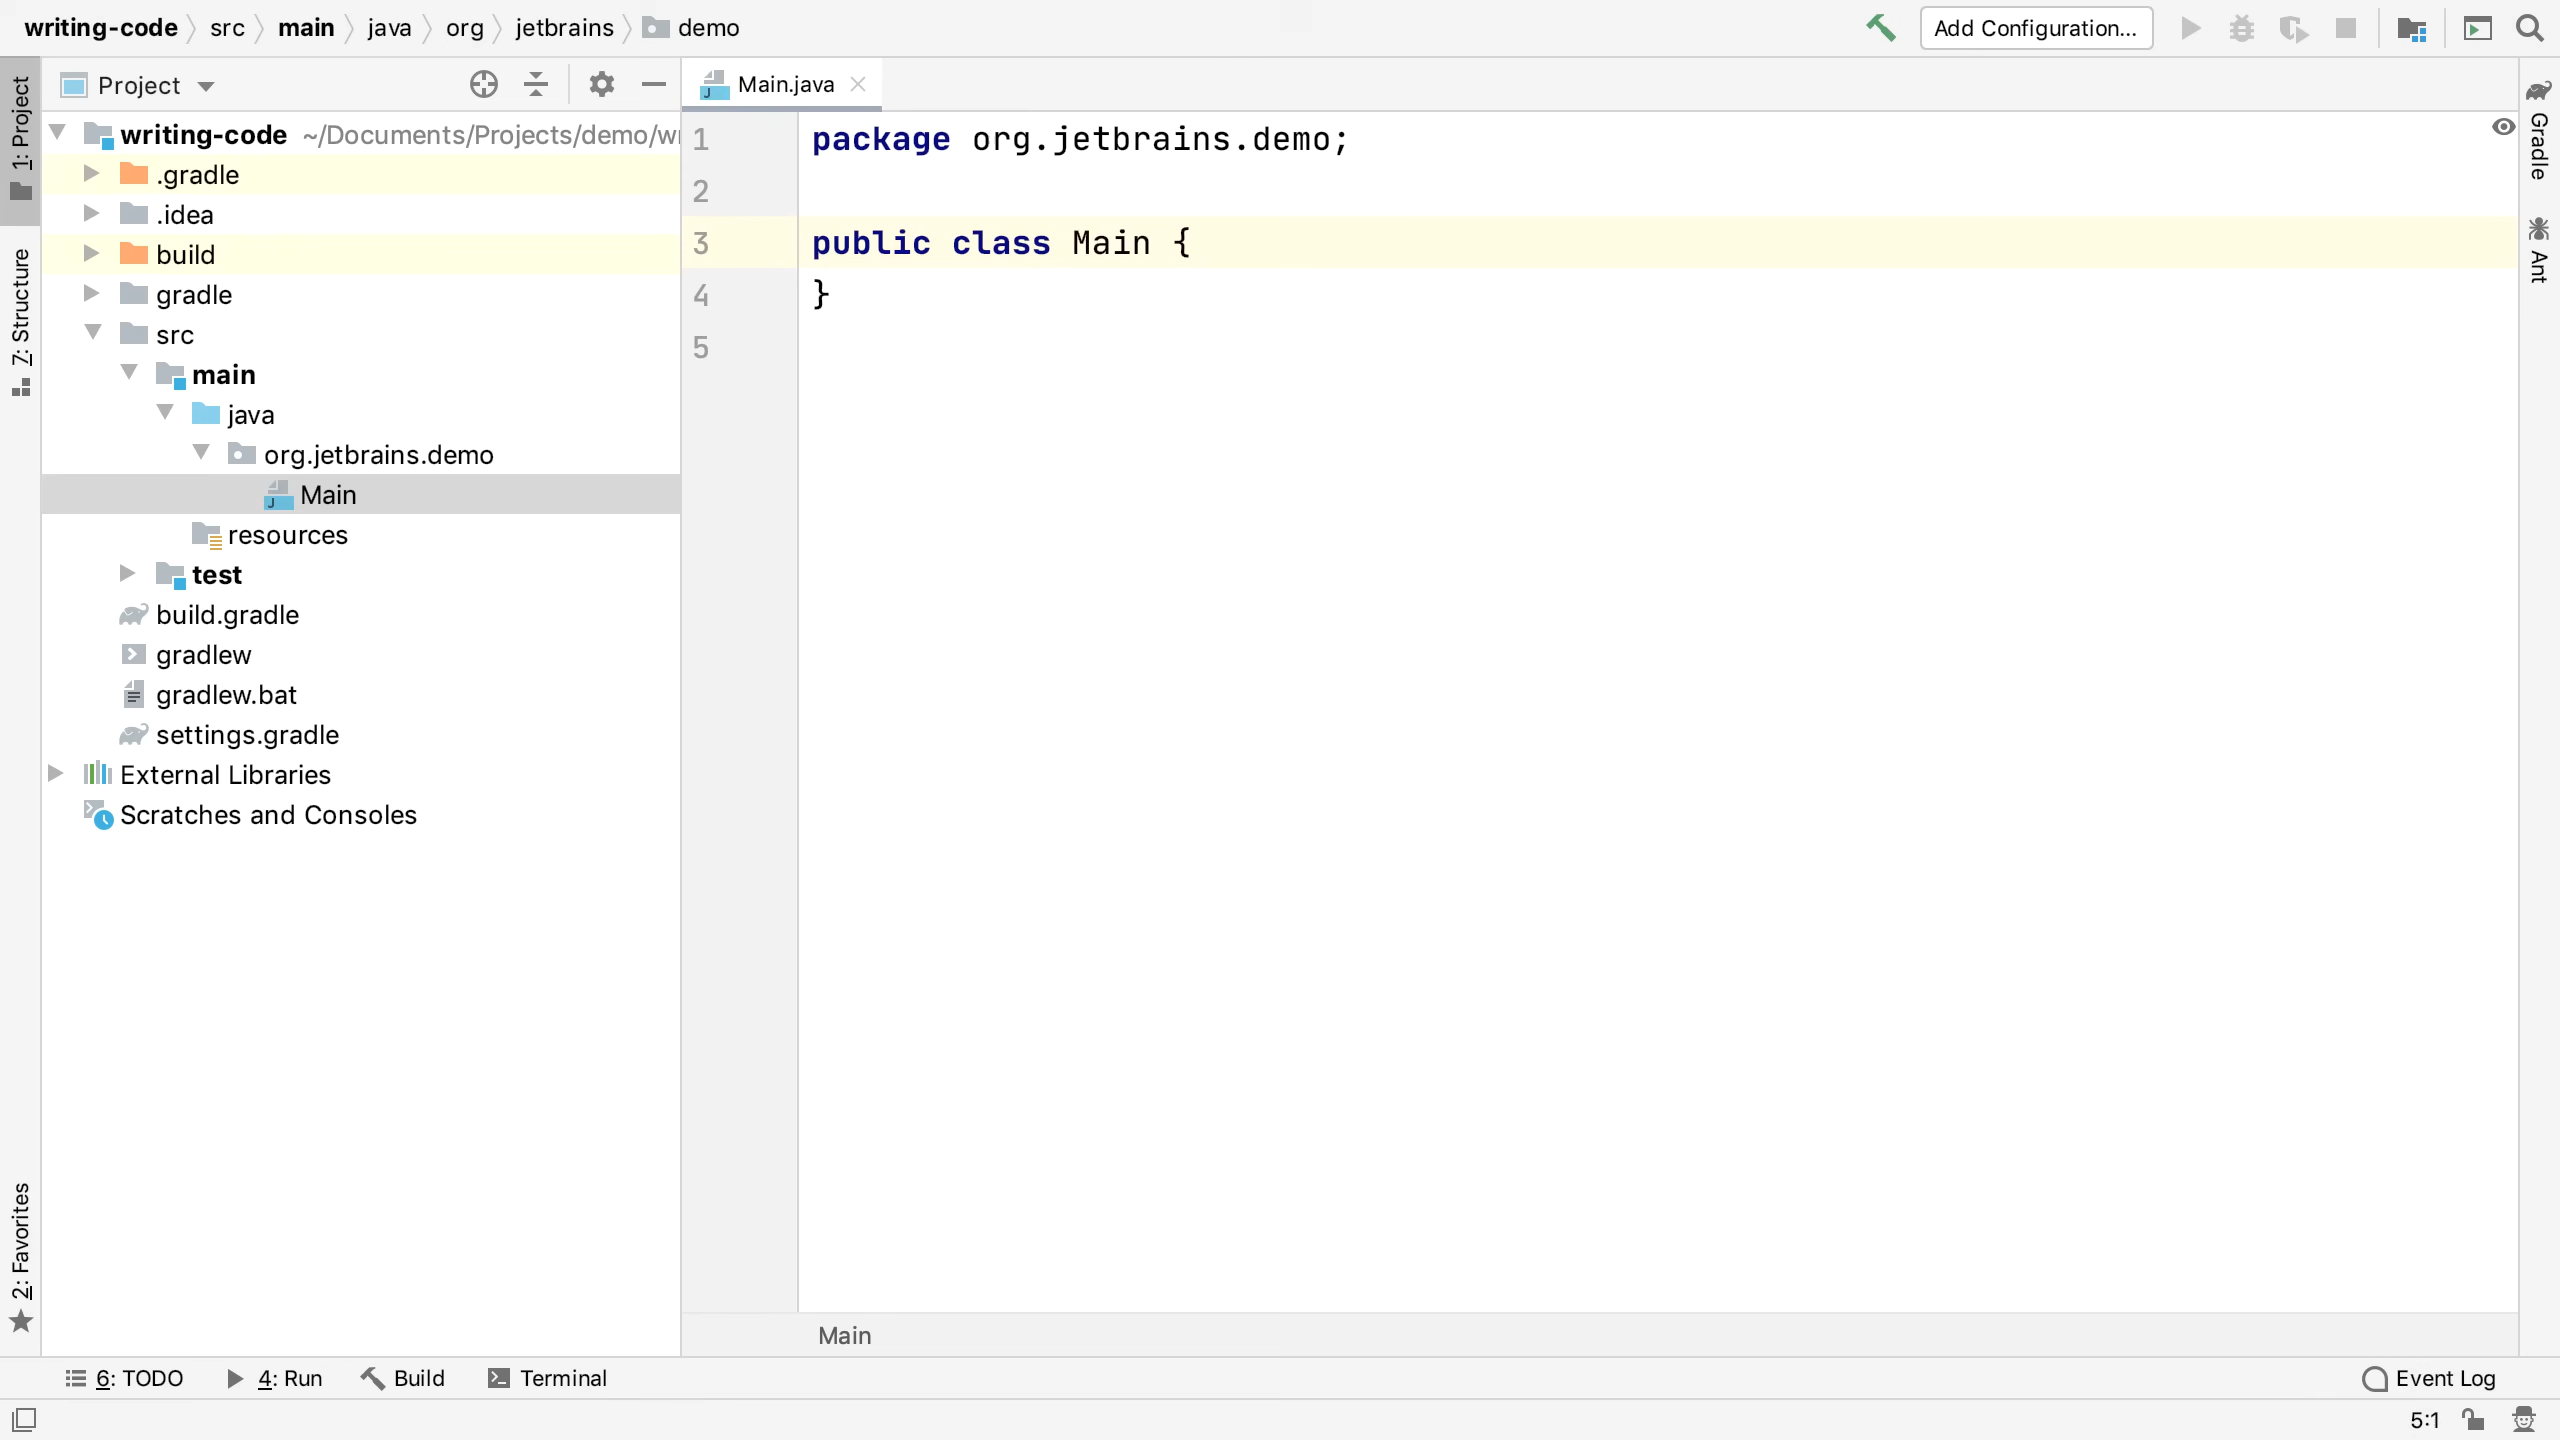 writing-code src main java org jetbrains demo
Add Configuration...
1: Project
7: Structure
2: Favorites
Project
writing-code ~/Documents/Projects/demo/w
.gradle
.idea
build
gradle
src
main
java
org.jetbrains.demo
Main
resources
test
build.gradle
gradlew
gradlew.bat
settings.gradle
External Libraries
Scratches and Consoles
Main.java
1 package org.jetbrains.demo;
2
3 public class Main {
4 }
5
Main
Gradle
Ant
6: TODO 4: Run Build Terminal
Event Log
5:1